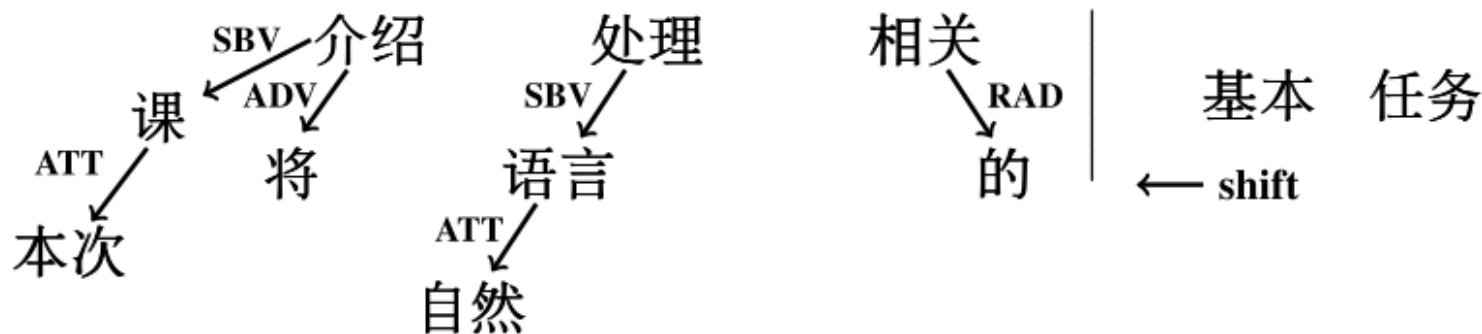 SBV 介绍 处理 相关
ADV SBV RAD 基本 任务
课
ATT 将 语言 的 shift
ATT
本次
自然